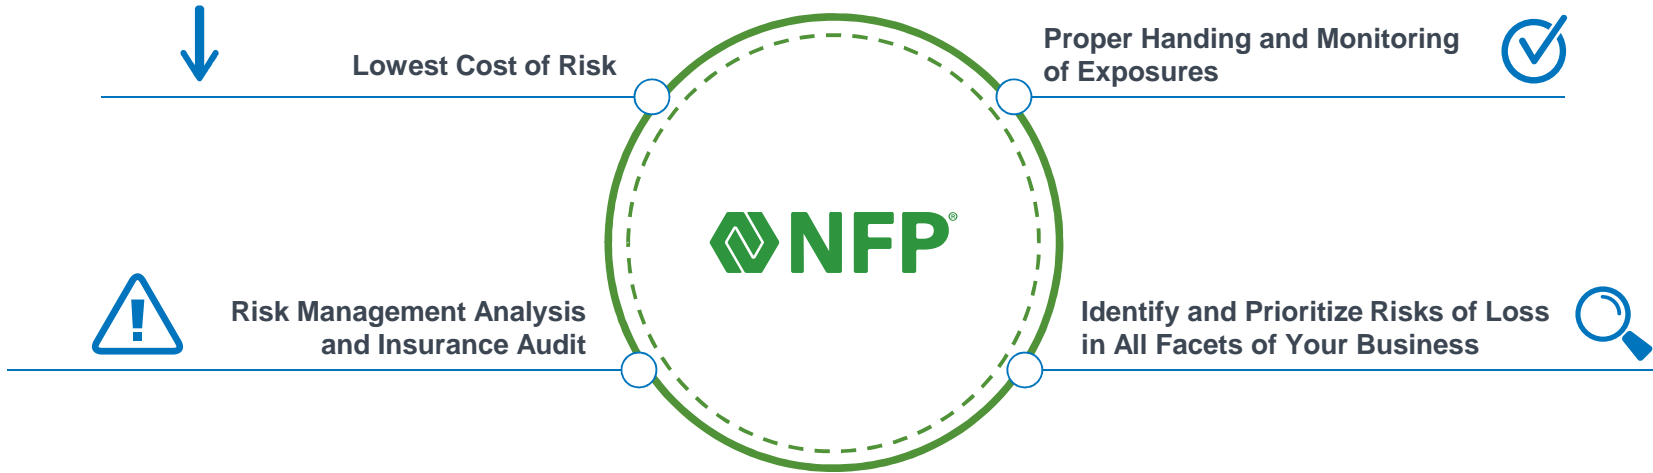 Lowest Cost of Risk
Proper Handing and Monitoring
of Exposures
NFP®
Risk Management Analysis
and Insurance Audit
Identify and Prioritize Risks of Loss
in All Facets of Your Business